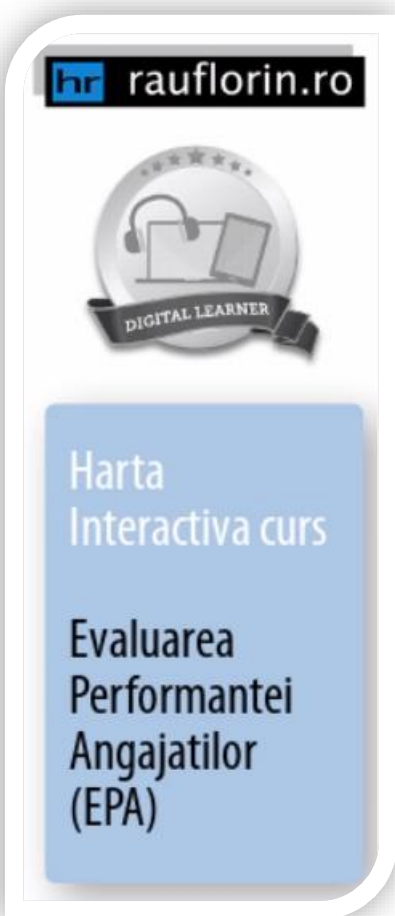 hr rauflorin.ro
DIGITAL LEARNER
Harta
Interactiva curs
Evaluarea
Performantei
Angajatilor
(EPA)